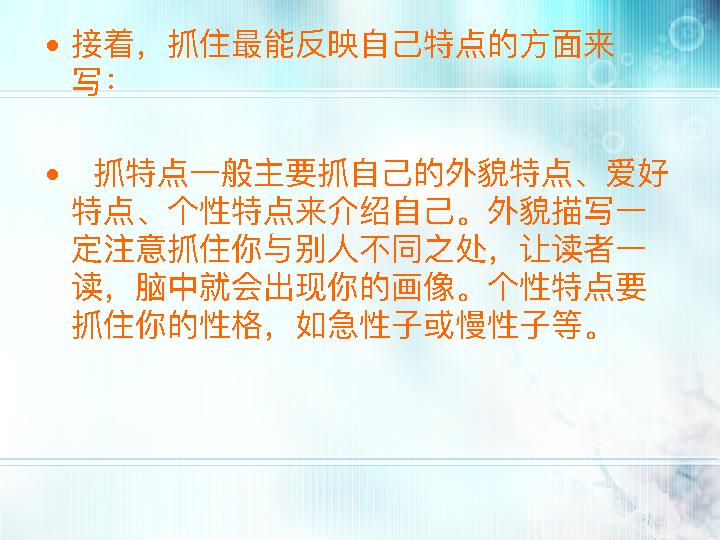 接着，抓住最能反映自己特点的方面来
写：
抓特点一般主要抓自己的外貌特点、爱好
特点、个性特点来介绍自己。外貌描写一
定注意抓住你与别人不同之处，让读者一
读，脑中就会出现你的画像。个性特点要
抓住你的性格，如急性子或慢性子等。